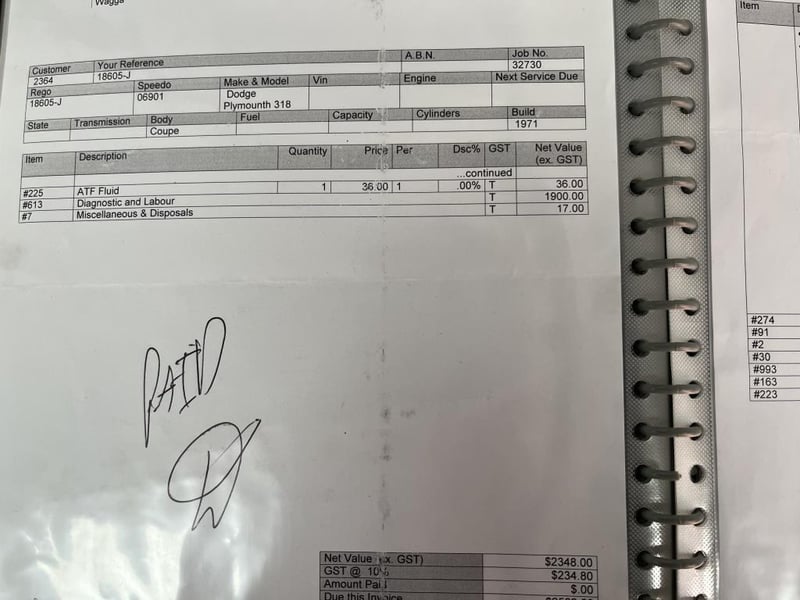 Wagga
Customer Your Reference A.B.N. Job No.
2364 18605-J 32730
Rego Speedo Make & Model Vin Engine Next Service Due
18605-J 06901 Dodge
Plymounth 318
State Transmission Body Fuel Capacity Cylinders Build
Coupe 1971
Item Description Quantity Price Per Dsc% GST Net Value
(ex. GST)
...continued
#225 ATF Fluid 1 36.00 1 .00% T 36.00
#613 Diagnostic and Labour T 1900.00
#7 Miscellaneous & Disposals T 17.00
PAID
Net Value (ex. GST) $2348.00
GST @ 10% $234.80
Amount Paid $.00
Due this Invoice
Item
#274
#91
#2
#30
#993
#163
#223